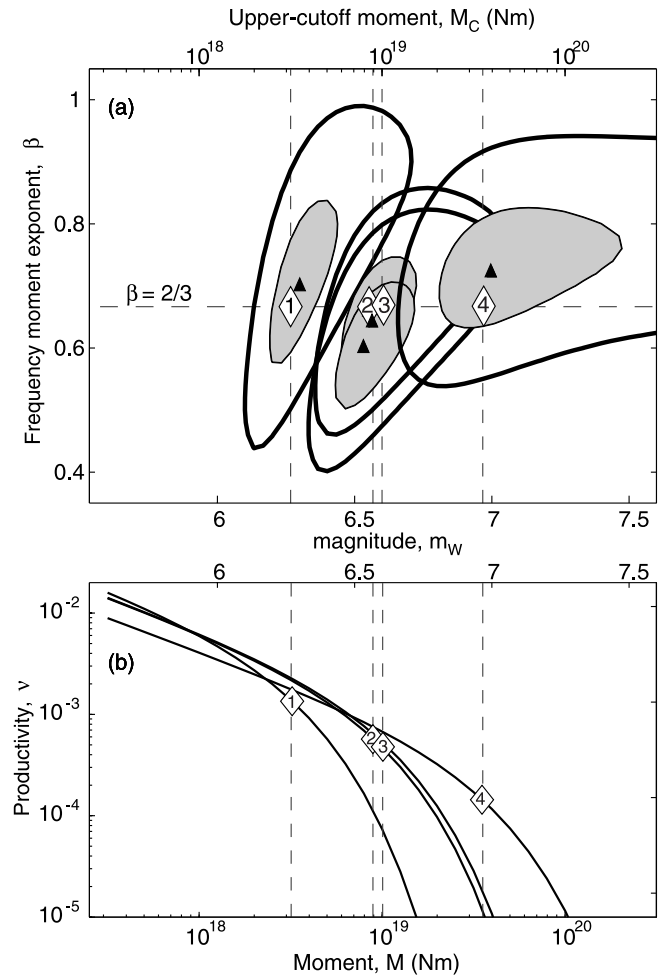 Upper-cutoff moment, M_C (Nm)
10^18 10^19 10^20
(a)
Frequency moment exponent, β
1
0.8
0.6
0.4
β = 2/3
1 2 3 4
6 6.5 7 7.5
magnitude, m_W
6 6.5 7 7.5
(b)
Productivity, ν
10^-2
10^-3
10^-4
10^-5
1
2 3
4
10^18 10^19 10^20
Moment, M (Nm)